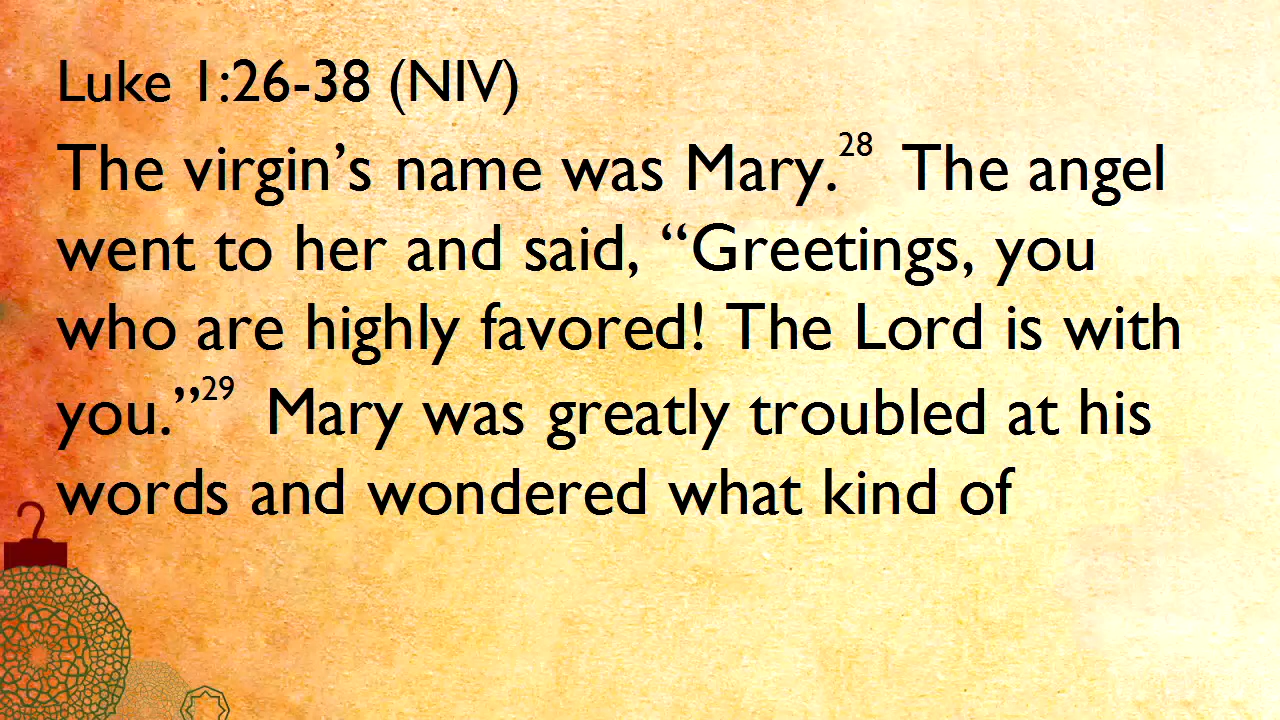 Luke 1:26-38 (NIV)
The virgin’s name was Mary.28 The angel
went to her and said, “Greetings, you
who are highly favored! The Lord is with
you.”29 Mary was greatly troubled at his
words and wondered what kind of